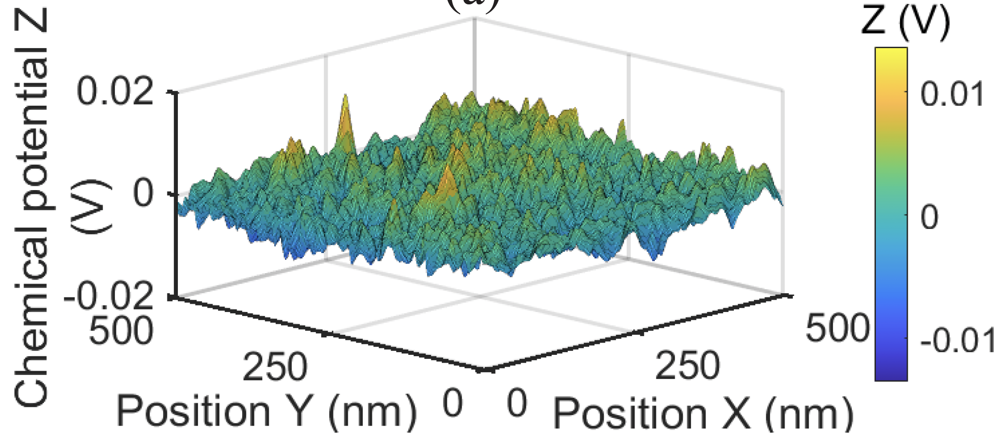 (a)
Z (V)
Chemical potential Z
(V)
0.02
0
-0.02
500
250
0
Position Y (nm)
0
250
500
Position X (nm)
0.01
0
-0.01